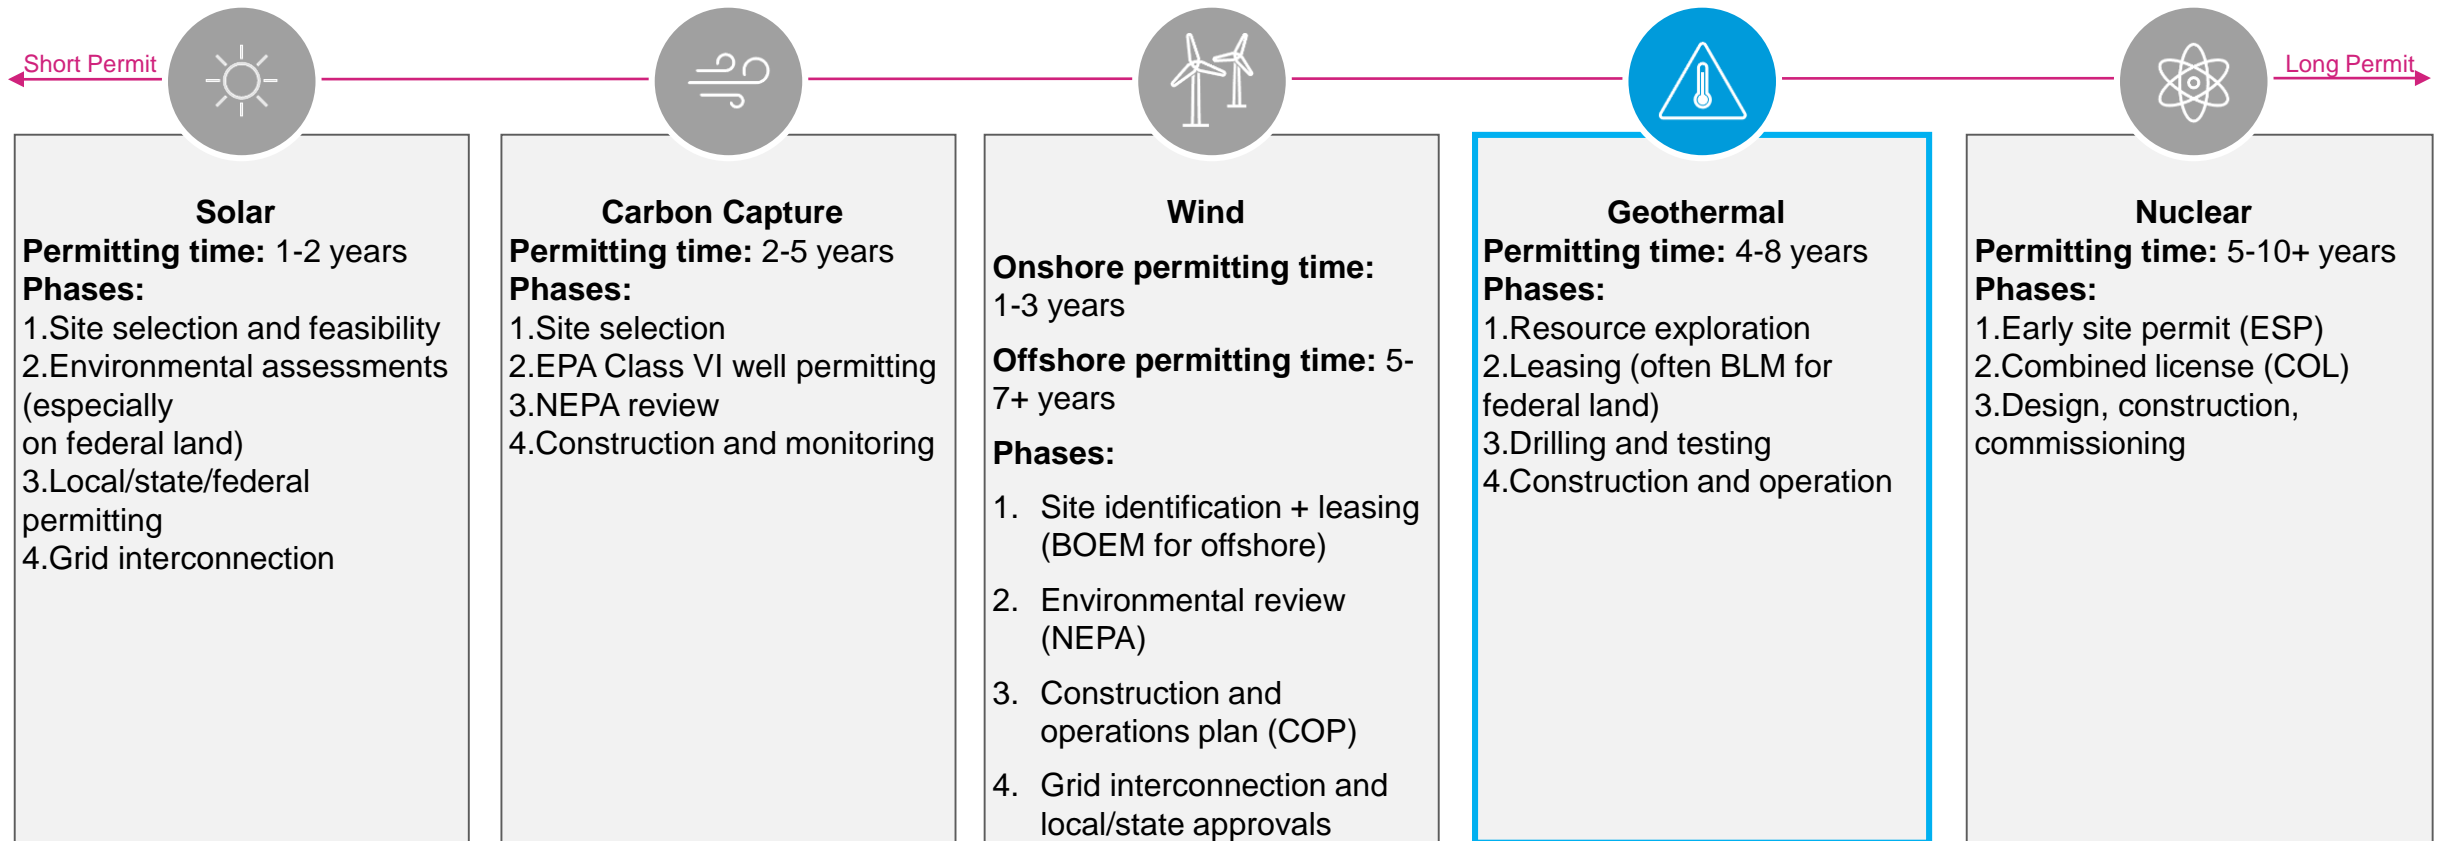 Short Permit
Long Permit
Solar
Permitting time: 1-2 years
Phases:
1.Site selection and feasibility
2.Environmental assessments
(especially
on federal land)
3.Local/state/federal
permitting
4.Grid interconnection
Carbon Capture
Permitting time: 2-5 years
Phases:
1.Site selection
2.EPA Class VI well permitting
3.NEPA review
4.Construction and monitoring
Wind
Onshore permitting time:
1-3 years
Offshore permitting time: 5-
7+ years
Phases:
1. Site identification + leasing
(BOEM for offshore)
2. Environmental review
(NEPA)
3. Construction and
operations plan (COP)
4. Grid interconnection and
local/state approvals
Geothermal
Permitting time: 4-8 years
Phases:
1.Resource exploration
2.Leasing (often BLM for
federal land)
3.Drilling and testing
4.Construction and operation
Nuclear
Permitting time: 5-10+ years
Phases:
1.Early site permit (ESP)
2.Combined license (COL)
3.Design, construction,
commissioning